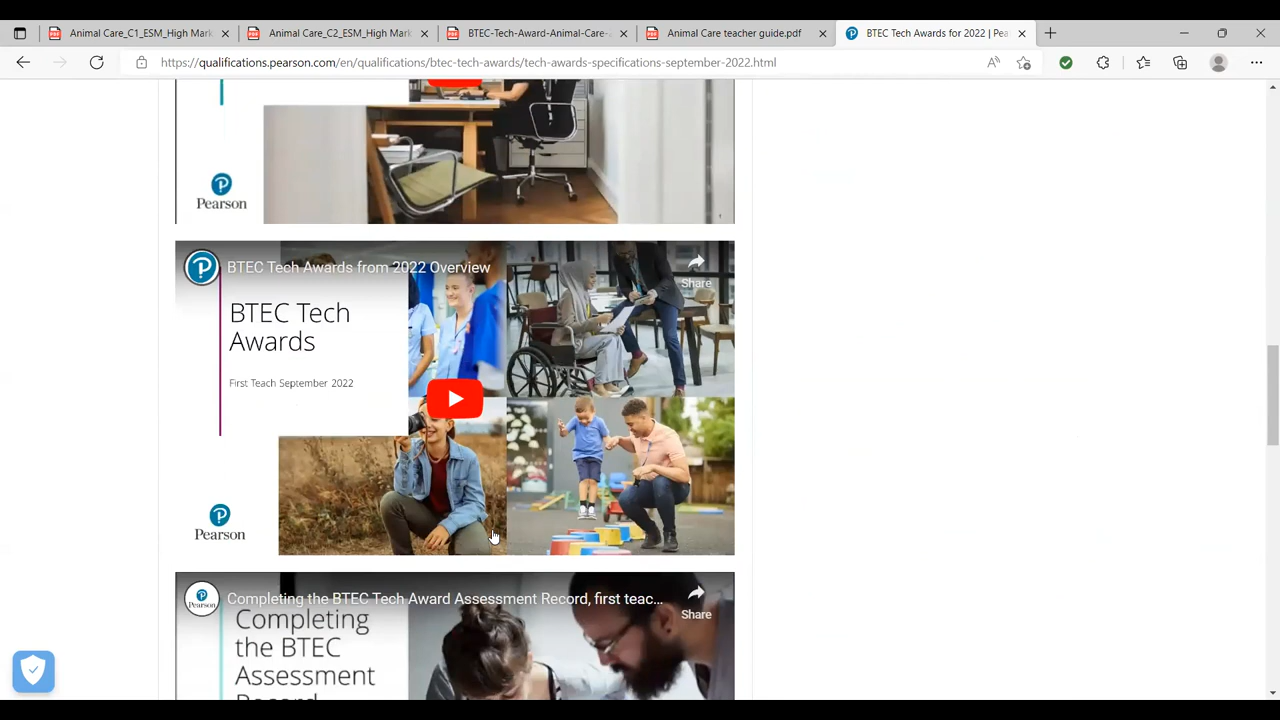 Animal Care_C1_ESM_High Mark
Animal Care_C2_ESM_High Mark
BTEC-Tech-Award-Animal-Care-
Animal Care teacher guide.pdf
BTEC Tech Awards for 2022 | Pea
https://qualifications.pearson.com/en/qualifications/btec-tech-awards/tech-awards-specifications-september-2022.html
Pearson
BTEC Tech Awards from 2022 Overview
Share
BTEC Tech
Awards
First Teach September 2022
Pearson
Pearson
Completing the BTEC Tech Award Assessment Record, first teac...
Share
Completing
the BTEC
Assessment
Record